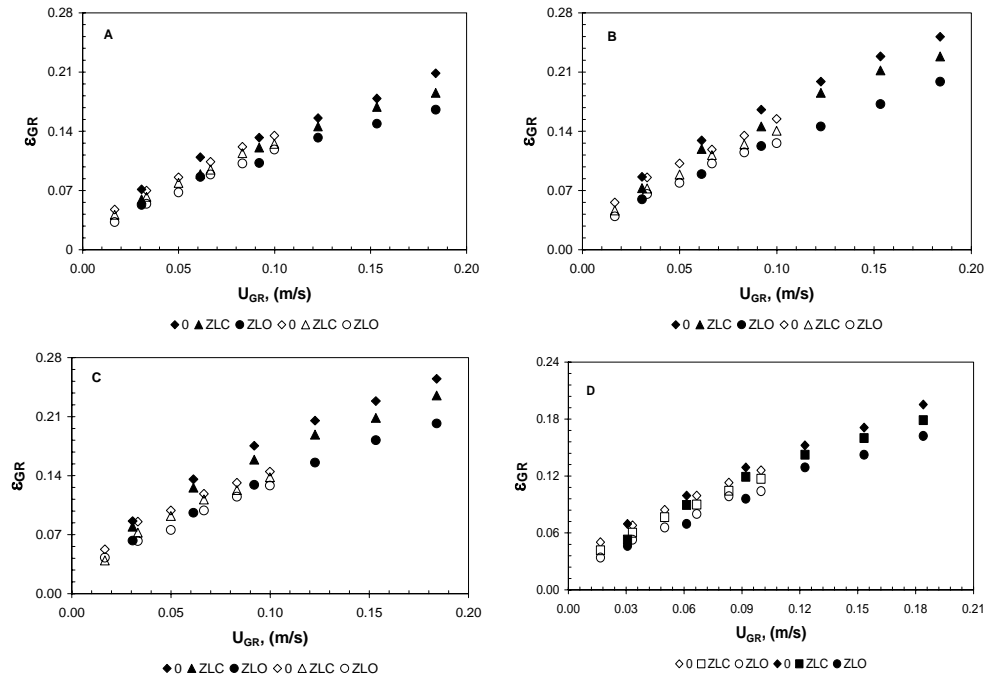 A
0.28
0.21
0.14
0.07
0
εGR
0.00 0.05 0.10 0.15 0.20
UGR, (m/s)
0 ZLC ZLO 0 ZLC ZLO
B
0.28
0.21
0.14
0.07
0
εGR
0.00 0.05 0.10 0.15 0.20
UGR, (m/s)
0 ZLC ZLO 0 ZLC ZLO
C
0.28
0.21
0.14
0.07
0.00
εGR
0.00 0.05 0.10 0.15 0.20
UGR, (m/s)
0 ZLC ZLO 0 ZLC ZLO
D
0.24
0.18
0.12
0.06
0.00
εGR
0.00 0.03 0.06 0.09 0.12 0.15 0.18 0.21
UGR, (m/s)
0 ZLC ZLO 0 ZLC ZLO